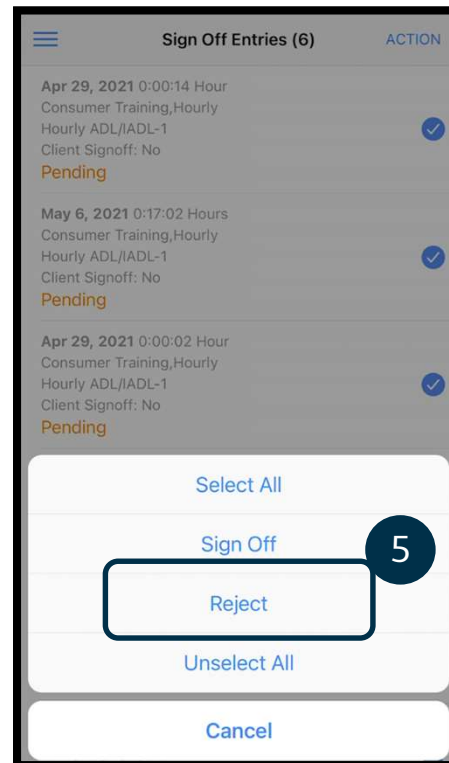 Sign Off Entries (6) ACTION
Apr 29, 2021 0:00:14 Hour
Consumer Training,Hourly
Hourly ADL/IADL-1
Client Signoff: No
Pending
May 6, 2021 0:17:02 Hours
Consumer Training,Hourly
Hourly ADL/IADL-1
Client Signoff: No
Pending
Apr 29, 2021 0:00:02 Hour
Consumer Training,Hourly
Hourly ADL/IADL-1
Client Signoff: No
Pending
Select All
Sign Off
5
Reject
Unselect All
Cancel